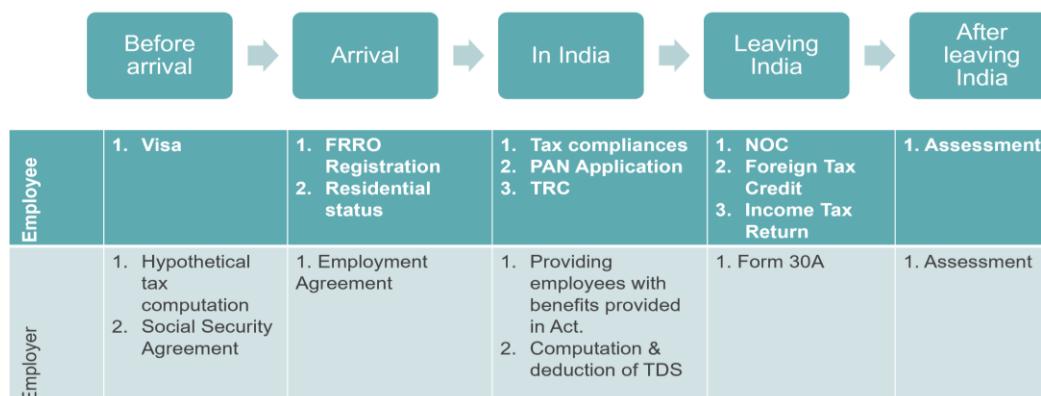 Before
arrival
Arrival
In India
Leaving
India
After
leaving
India
Employee
1. Visa
1. FRRO
Registration
2. Residential
status
1. Tax compliances
2. PAN Application
3. TRC
1. NOC
2. Foreign Tax
Credit
3. Income Tax
Return
1. Assessment
Employer
1. Hypothetical
tax
computation
2. Social Security
Agreement
1. Employment
Agreement
1. Providing
employees with
benefits provided
in Act.
2. Computation &
deduction of TDS
1. Form 30A
1. Assessment